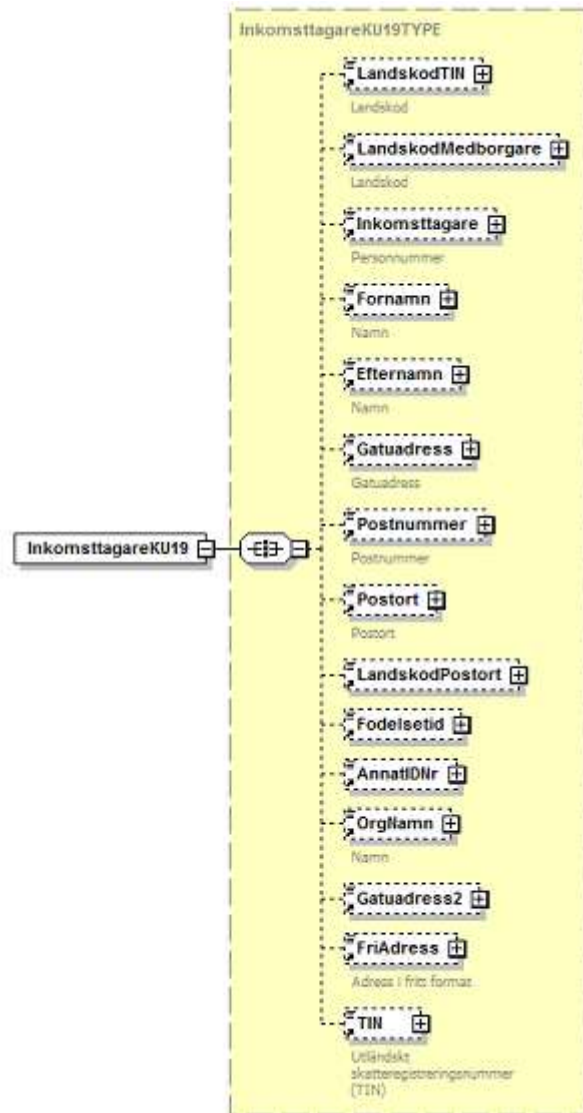 InkomsttagareKU19TYPE
LandskodTIN
Landskod
LandskodMedborgare
Landskod
Inkomsttagare
Personnummer
Fornamn
Namn
Efternamn
Namn
Gatuadress
Gatuadress
InkomsttagareKU19
Postnummer
Postnummer
Postort
Postort
LandskodPostort
Fodelsetid
AnnatIDNr
OrgNamn
Namn
Gatuadress2
FriAdress
Adress i fritt format
TIN
Utländskt
skatteregistreringsnummer
(TIN)